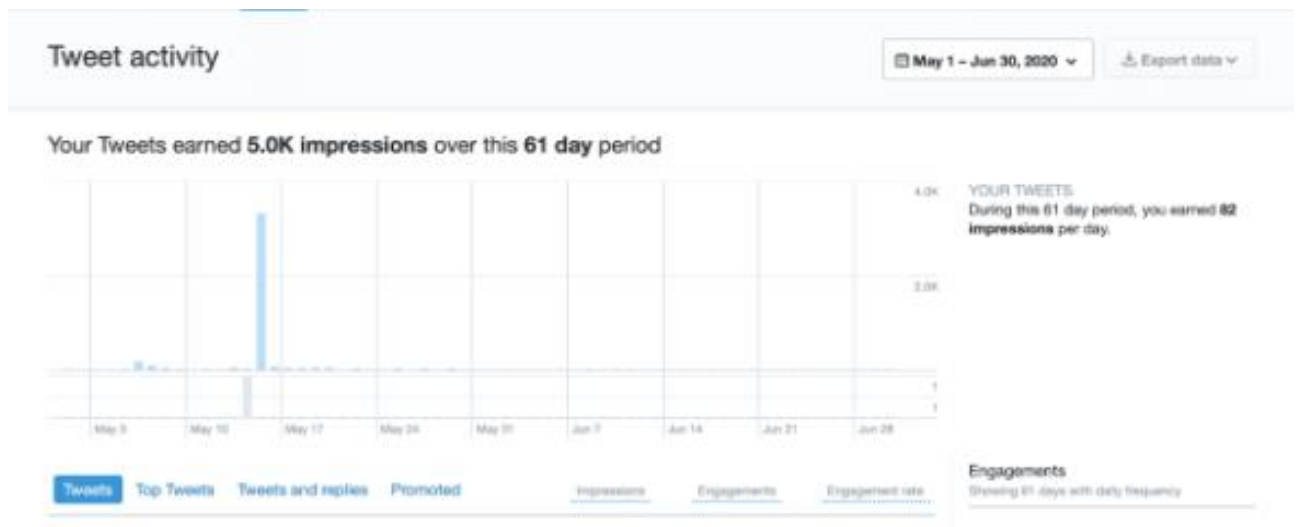 Tweet activity
May 1 – Jun 30, 2020
Export data
Your Tweets earned 5.0K impressions over this 61 day period
4.0K
2.0K
1
1
May 3 May 10 May 17 May 24 May 31 Jun 7 Jun 14 Jun 21 Jun 28
YOUR TWEETS
During this 61 day period, you earned 82
impressions per day.
Tweets Top Tweets Tweets and replies Promoted Impressions Engagements Engagement rate
Engagements
Showing 61 days with daily frequency